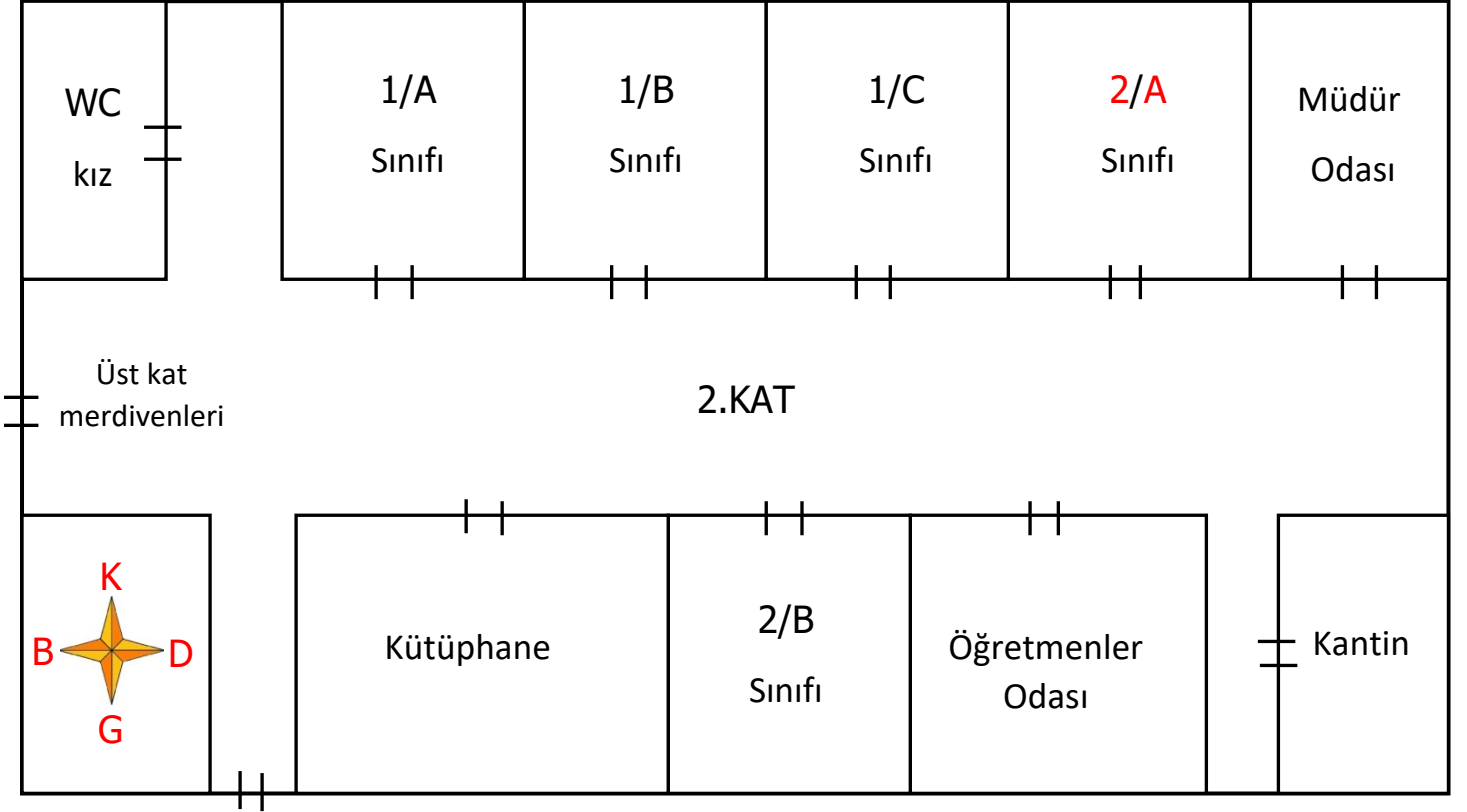 WC
kız
1/A
Sınıfı
1/B
Sınıfı
1/C
Sınıfı
2/A
Sınıfı
Müdür
Odası
Üst kat
merdivenleri
2.KAT
K
B
D
G
Kütüphane
2/B
Sınıfı
Öğretmenler
Odası
Kantin